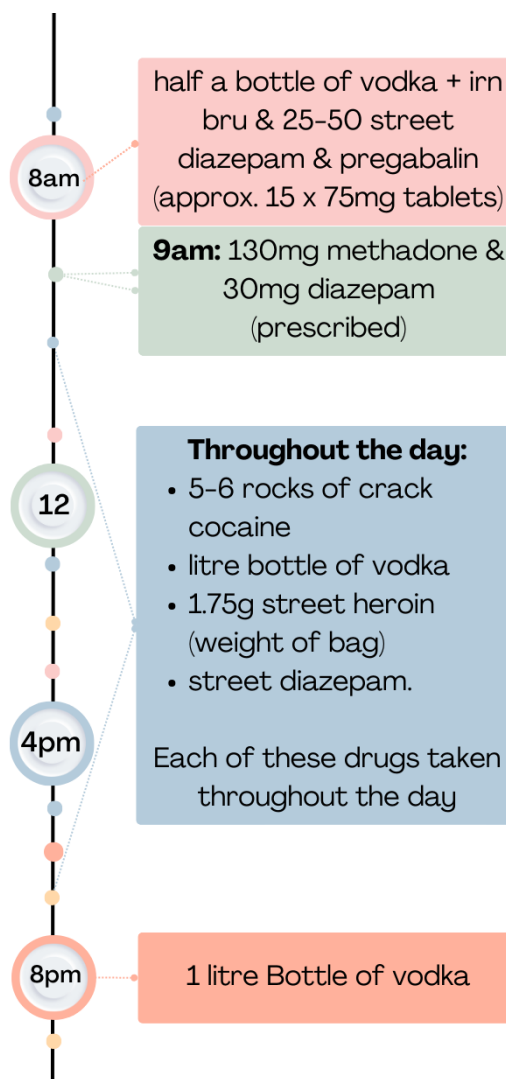 half a bottle of vodka + irn
bru & 25-50 street
diazepam & pregabalin
(approx. 15 x 75mg tablets)
8am
9am: 130mg methadone &
30mg diazepam
(prescribed)
Throughout the day:
• 5-6 rocks of crack
cocaine
• litre bottle of vodka
• 1.75g street heroin
(weight of bag)
• street diazepam.
Each of these drugs taken
throughout the day
12
4pm
8pm
1 litre Bottle of vodka